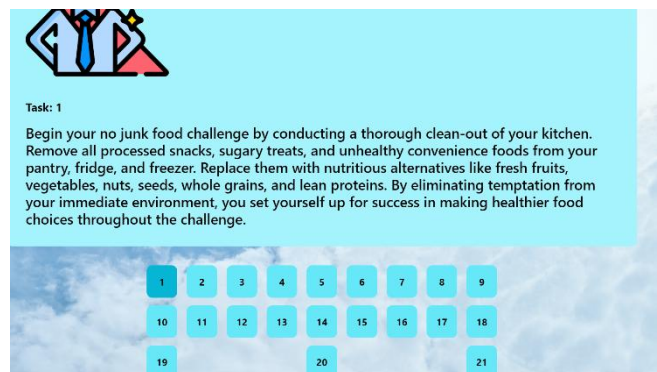 Task: 1
Begin your no junk food challenge by conducting a thorough clean-out of your kitchen.
Remove all processed snacks, sugary treats, and unhealthy convenience foods from your
pantry, fridge, and freezer. Replace them with nutritious alternatives like fresh fruits,
vegetables, nuts, seeds, whole grains, and lean proteins. By eliminating temptation from
your immediate environment, you set yourself up for success in making healthier food
choices throughout the challenge.
1 2 3 4 5 6 7 8 9
10 11 12 13 14 15 16 17 18
19 20 21